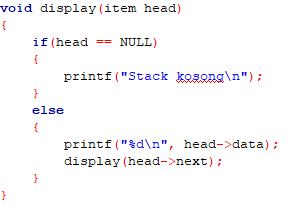 void display(item head)
{
    if(head == NULL)
    {
        printf("Stack kosong\n");
    }
    else
    {
        printf("%d\n", head->data);
        display(head->next);
    }
}